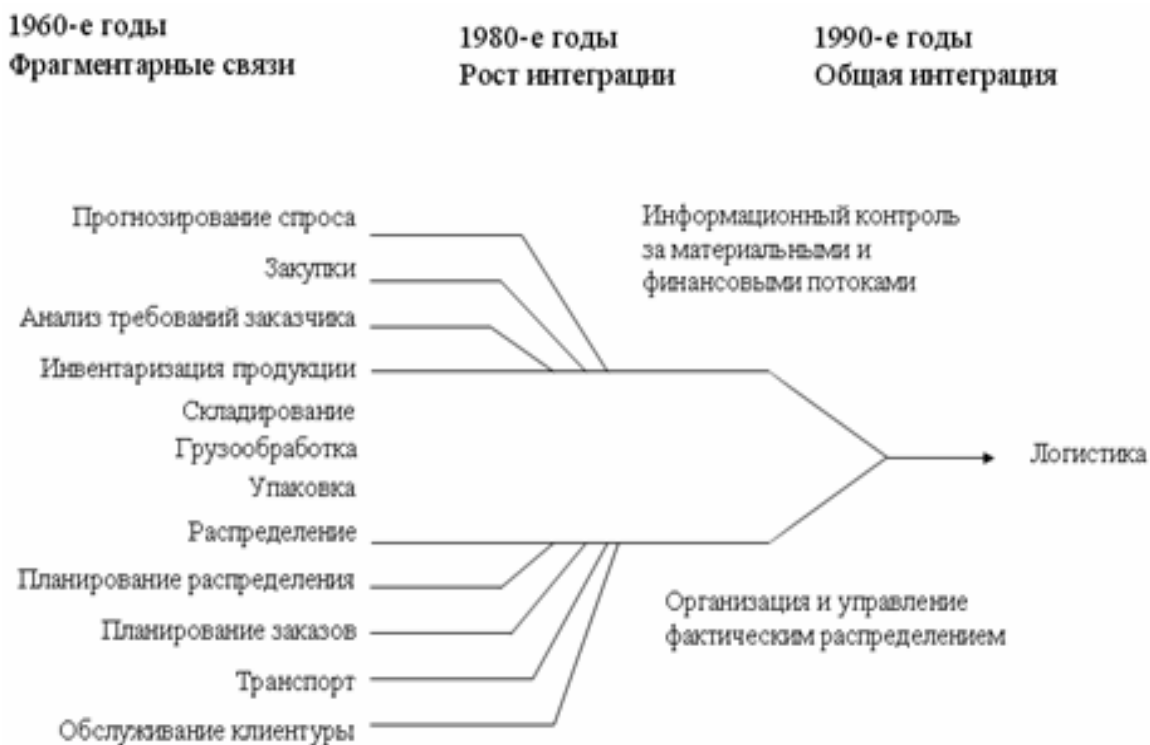 1960-е годы
Фрагментарные связи
1980-е годы
Рост интеграции
1990-е годы
Общая интеграция
Прогнозирование спроса
Закупки
Анализ требований заказчика
Инвентаризация продукции
Складирование
Грузообработка
Упаковка
Распределение
Планирование распределения
Планирование заказов
Транспорт
Обслуживание клиентуры
Информационный контроль
за материальными и
финансовыми потоками
Организация и управление
фактическим распределением
Логистика